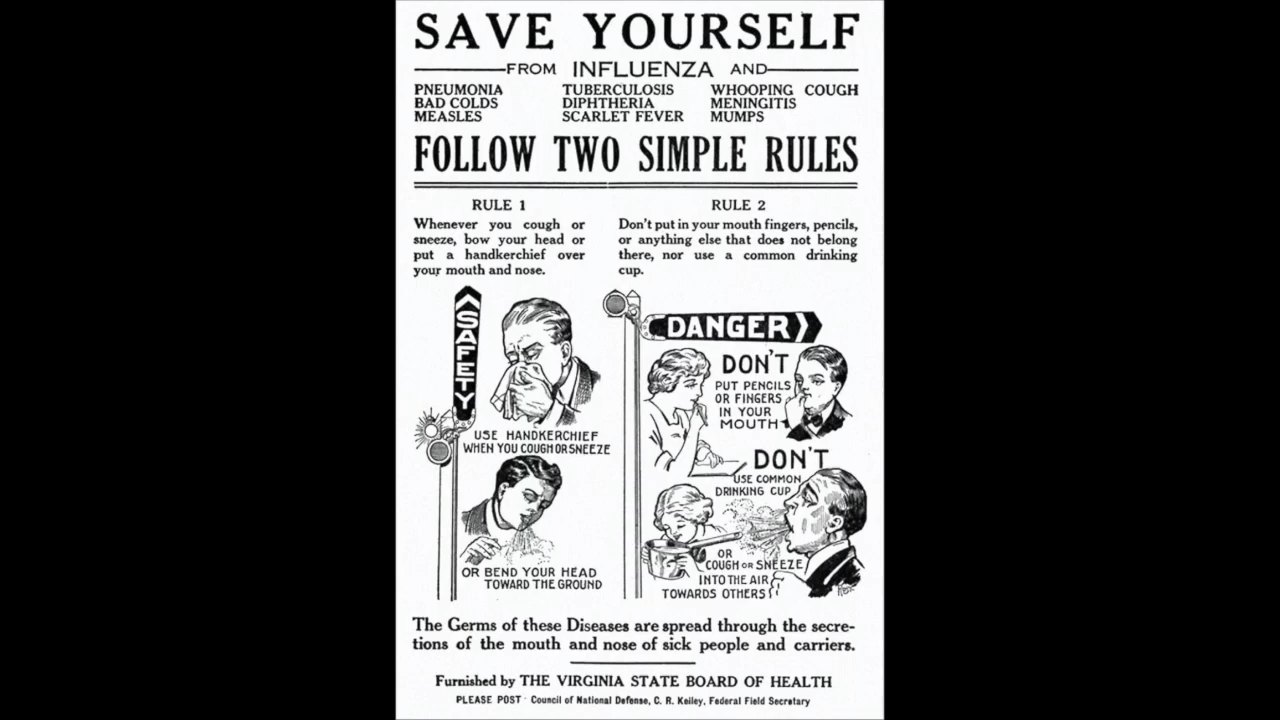 SAVE YOURSELF
FROM INFLUENZA AND
PNEUMONIA TUBERCULOSIS WHOOPING COUGH
BAD COLDS DIPHTHERIA MENINGITIS
MEASLES SCARLET FEVER MUMPS
FOLLOW TWO SIMPLE RULES
RULE 1
Whenever you cough or
sneeze, bow your head or
put a handkerchief over
your mouth and nose.
RULE 2
Don't put in your mouth fingers, pencils,
or anything else that does not belong
there, nor use a common drinking
cup.
SAFETY
USE HANDKERCHIEF
WHEN YOU COUGH OR SNEEZE
OR BEND YOUR HEAD
TOWARD THE GROUND
DANGER
DON'T
PUT PENCILS
OR FINGERS
IN YOUR
MOUTH
DON'T
USE COMMON
DRINKING CUP
OR
COUGH OR SNEEZE
INTO THE AIR
TOWARDS OTHERS
The Germs of these Diseases are spread through the secre-
tions of the mouth and nose of sick people and carriers.
Furnished by THE VIRGINIA STATE BOARD OF HEALTH
PLEASE POST Council of National Defense, C. R. Keiley, Federal Field Secretary